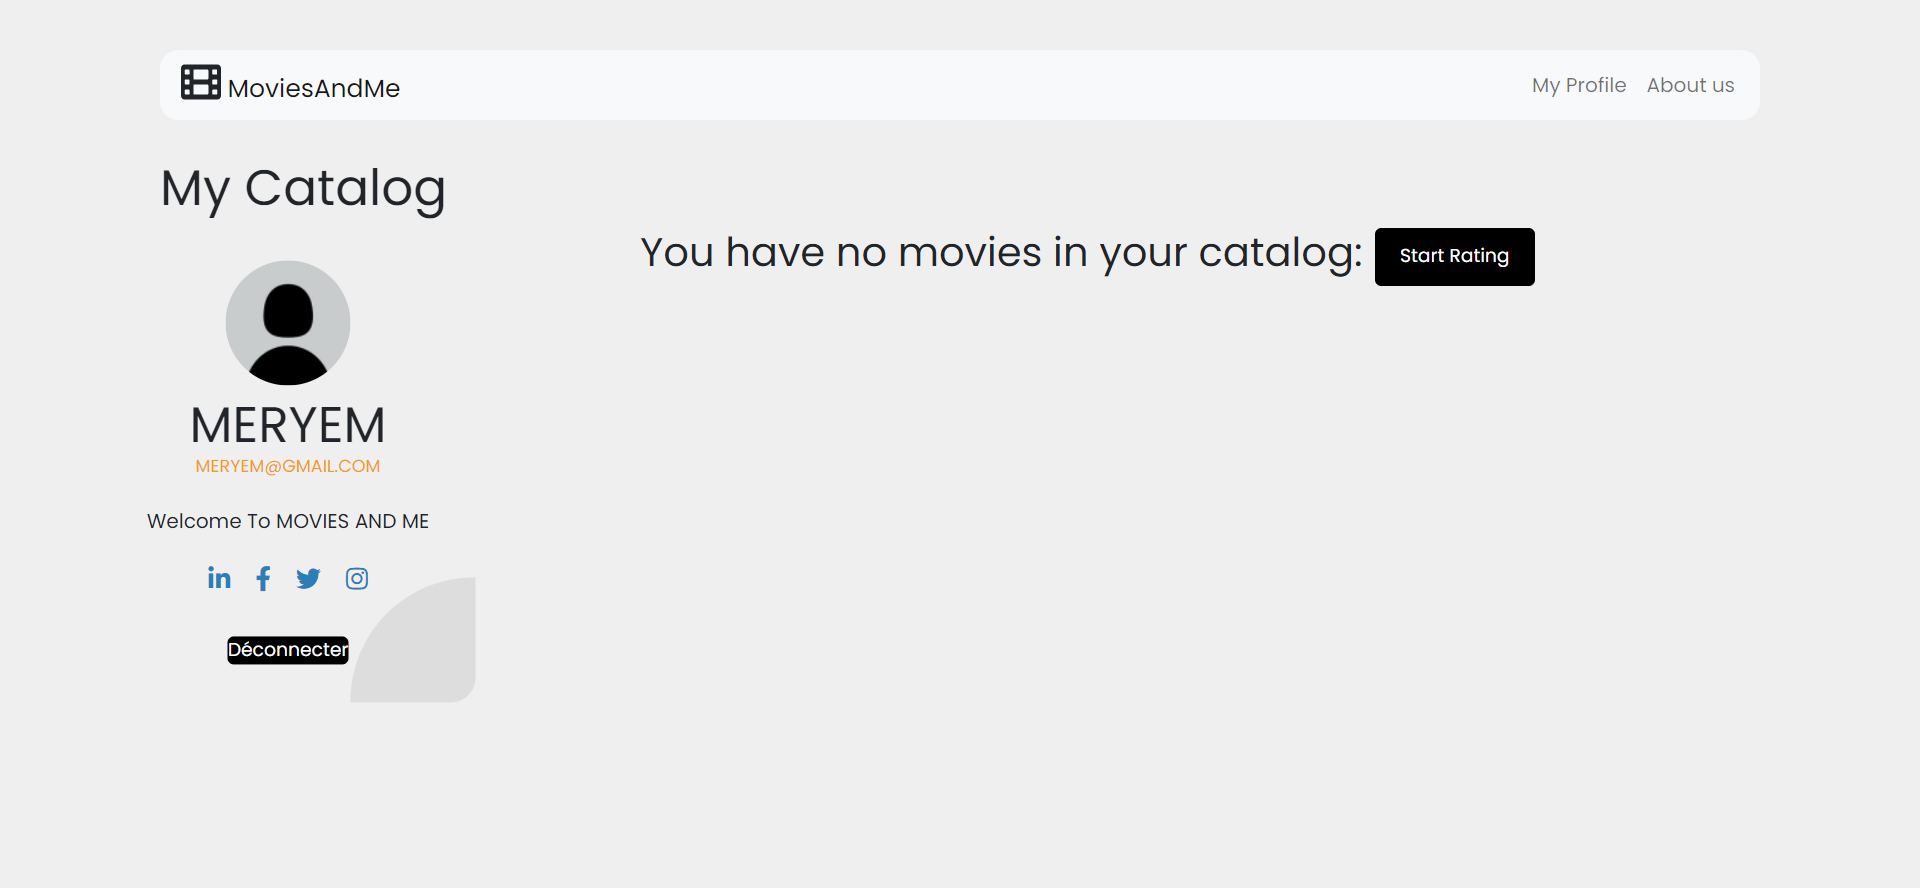 MoviesAndMe
My Profile
About us
My Catalog
You have no movies in your catalog:
Start Rating
MERYEM
MERYEM@GMAIL.COM
Welcome To MOVIES AND ME
Déconnecter